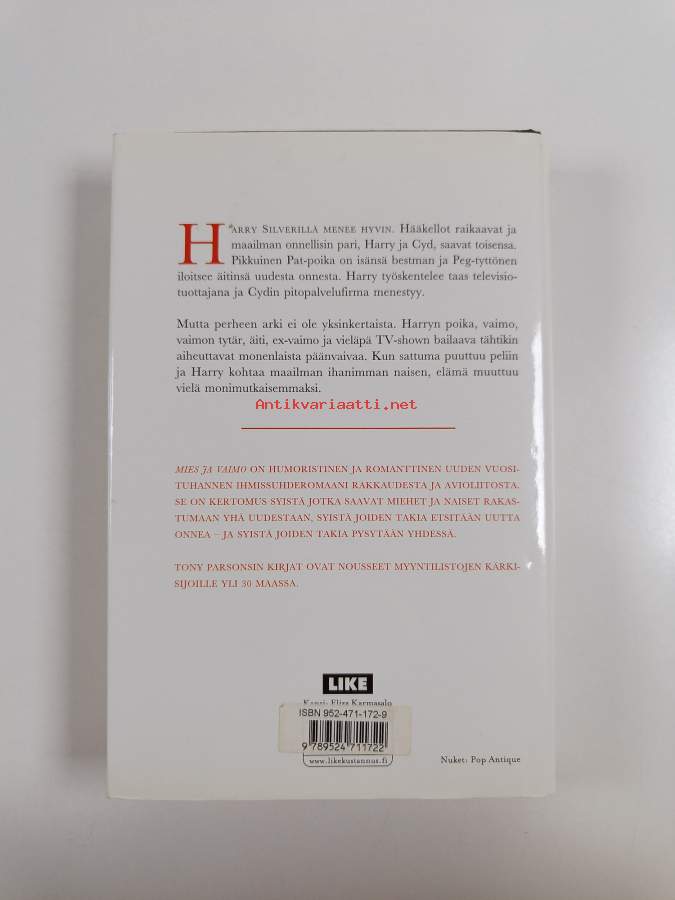 HARRY SILVERILLÄ MENEE HYVIN. Hääkellot raikaavat ja
maailman onnellisin pari, Harry ja Cyd, saavat toisensa.
Pikkuinen Pat-poika on isänsä bestman ja Peg-tyttönen
iloitsee äitinsä uudesta onnesta. Harry työskentelee taas televisio-
tuottajana ja Cydin pitopalvelufirma menestyy.
Mutta perheen arki ei ole yksinkertaista. Harryn poika, vaimo,
vaimon tytär, äiti, ex-vaimo ja vieläpä TV-shown bailaava tähtikin
aiheuttavat monenlaista päänvaivaa. Kun sattuma puuttuu peliin
ja Harry kohtaa maailman ihanimman naisen, elämä muuttuu
vielä monimutkaisemmaksi.
Antikvariaatti.net
MIES JA VAIMO ON HUMORISTINEN JA ROMANTTINEN UUDEN VUOSI-
TUHANNEN IHMISSUHDEROMAANI RAKKAUDESTA JA AVIOLIITOSTA.
SE ON KERTOMUS SYISTÄ JOTKA SAAVAT MIEHET JA NAISET RAKAS-
TUMAAN YHÄ UUDESTAAN, SYISTÄ JOIDEN TAKIA ETSITÄÄN UUTTA
ONNEA – JA SYISTÄ JOIDEN TAKIA PYSYTÄÄN YHDESSÄ.
TONY PARSONSIN KIRJAT OVAT NOUSSEET MYYNTILISTOJEN KÄRKI-
SIJOILLE YLI 30 MAASSA.
LIKE
Kansi: Elisa Karmasalo
ISBN 952-471-172-9
9 789524 711722
www.likekustannus.fi
Nuket: Pop Antique